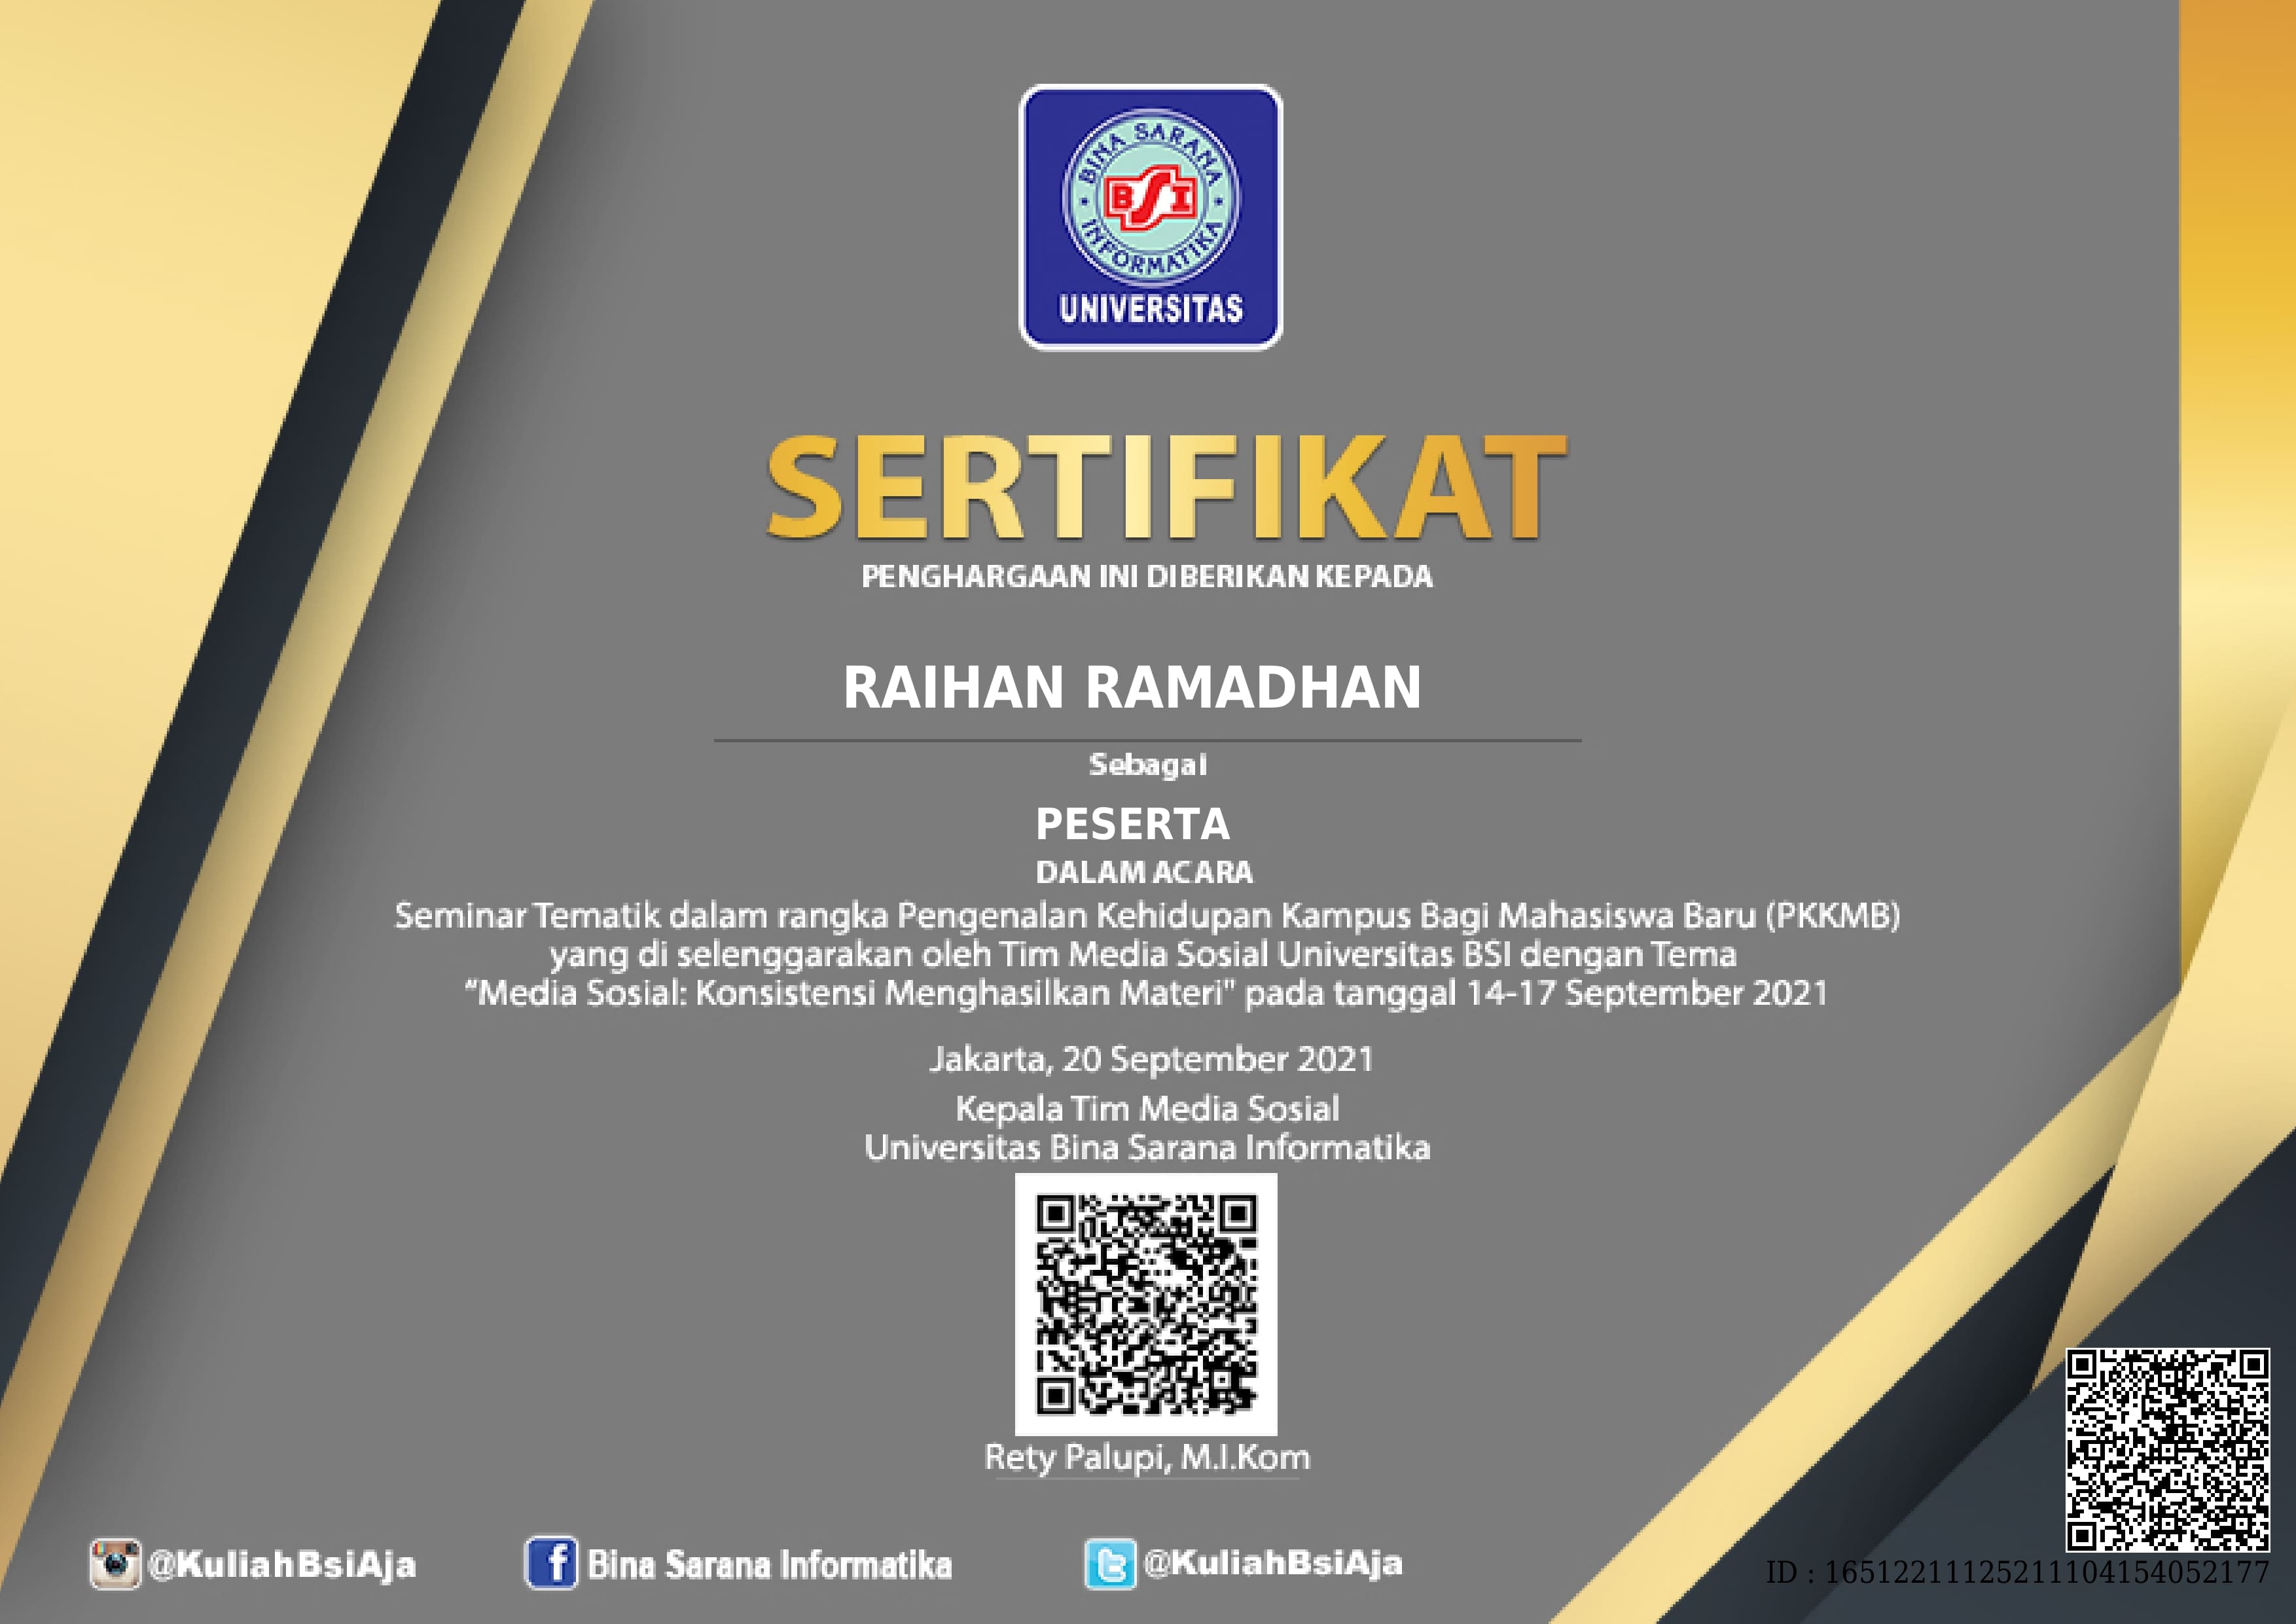 BINA SARANA
BSI
INFORMATIKA
UNIVERSITAS
SERTIFIKAT
PENGHARGAAN INI DIBERIKAN KEPADA
RAIHAN RAMADHAN
Sebagai
PESERTA
DALAM ACARA
Seminar Tematik dalam rangka Pengenalan Kehidupan Kampus Bagi Mahasiswa Baru (PKKMB)
yang di selenggarakan oleh Tim Media Sosial Universitas BSI dengan Tema
“Media Sosial: Konsistensi Menghasilkan Materi" pada tanggal 14-17 September 2021
Jakarta, 20 September 2021
Kepala Tim Media Sosial
Universitas Bina Sarana Informatika
Rety Palupi, M.I.Kom
@KuliahBsiAja
Bina Sarana Informatika
@KuliahBsiAja
ID : 16512211125211104154052177